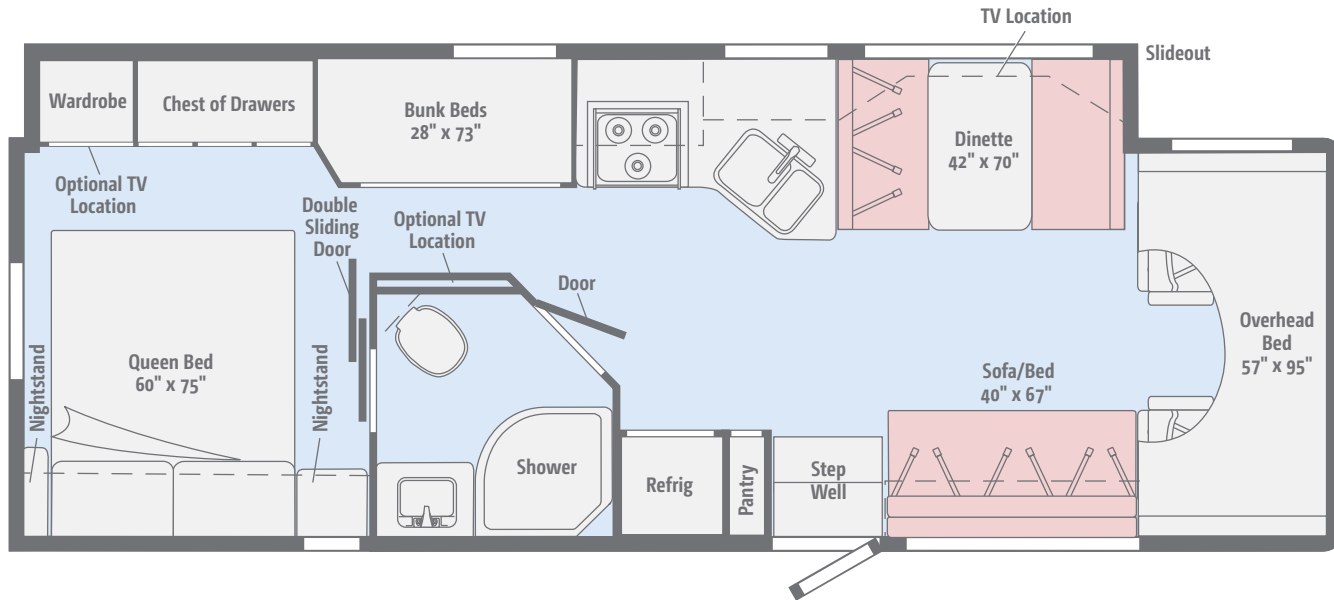 TV Location
Slideout
Wardrobe
Chest of Drawers
Bunk Beds
28" x 73"
Dinette
42" x 70"
Optional TV
Location
Double
Sliding
Door
Optional TV
Location
Door
Nightstand
Queen Bed
60" x 75"
Nightstand
Shower
Refrig
Pantry
Step
Well
Sofa/Bed
40" x 67"
Overhead
Bed
57" x 95"